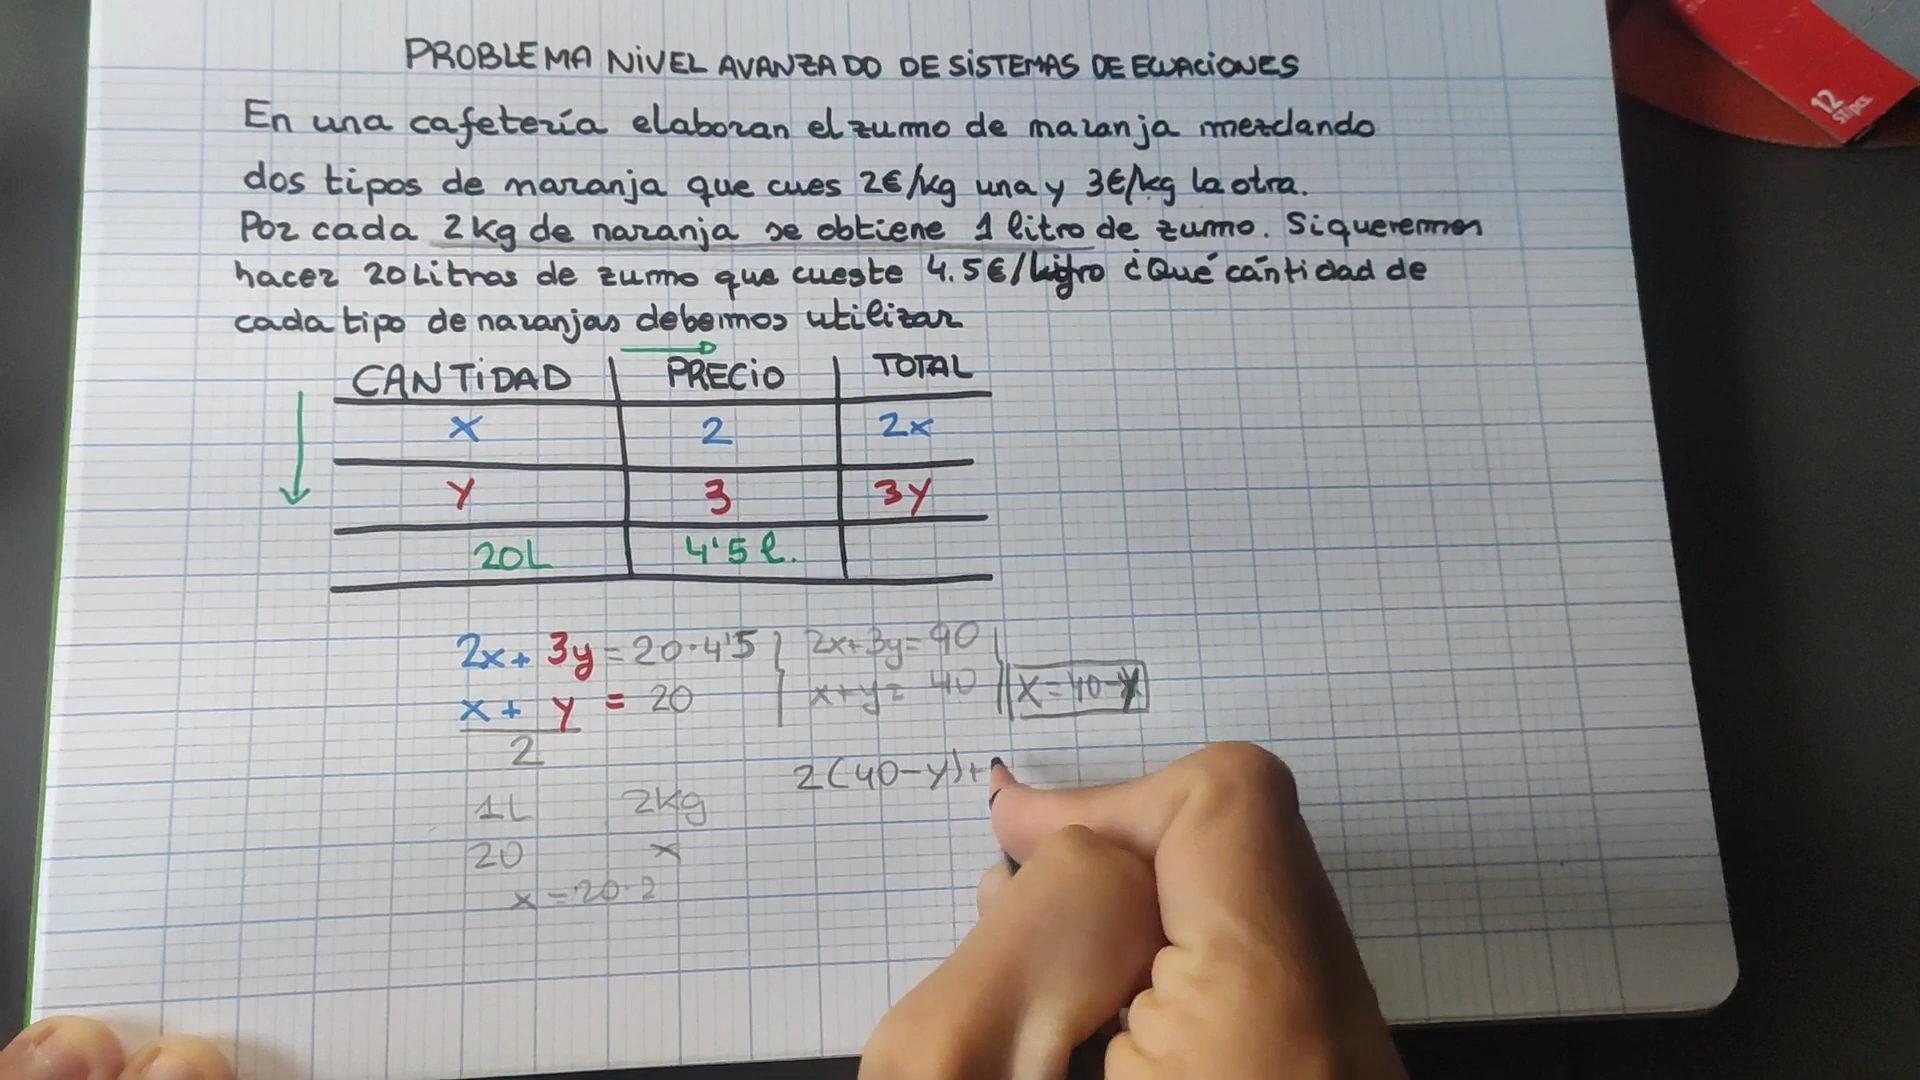 PROBLEMA NIVEL AVANZADO DE SISTEMAS DE ECUACIONES
En una cafetería elaboran el zumo de naranja mezclando
dos tipos de naranja que cues 2€/kg una y 3€/kg la otra.
Por cada 2Kg de naranja se obtiene 1 litro de zumo. Si queremos
hacer 20 Litros de zumo que cueste 4.5€/ ¿Qué cantidad de
cada tipo de naranjas debemos utilizar
CANTIDAD PRECIO TOTAL
x 2 2x
y 3 3y
20L 4'5 l.
2x + 3y = 20·4'5 2x+3y= 90
x + y = 20 x+y= 40 x=40-y
2
2(40-y)+
1L 2kg
20 x
x=20·2
12
St/pcs.